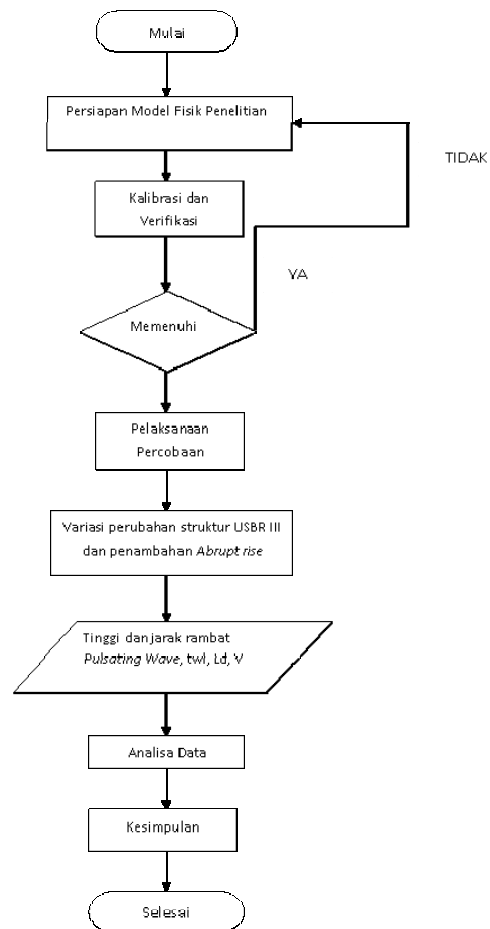 Mulai
Persiapan Model Fisik Penelitian
TIDAK
Kalibrasi dan
Verifikasi
YA
Memenuhi
Pelaksanaan
Percobaan
Variasi perubahan struktur USBR III
dan penambahan Abrupt rise
Tinggi dan jarak rambat
Pulsating Wave, twl, Ld, V
Analisa Data
Kesimpulan
Selesai